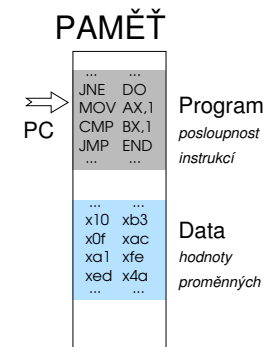 PAMĚŤ
... ...
JNE DO
MOV AX,1
CMP BX,1
JMP END
... ...
PC
Program
posloupnost
instrukcí
... ...
x10 xb3
x0f xac
xa1 xfe
xed x4a
... ...
Data
hodnoty
proměnných